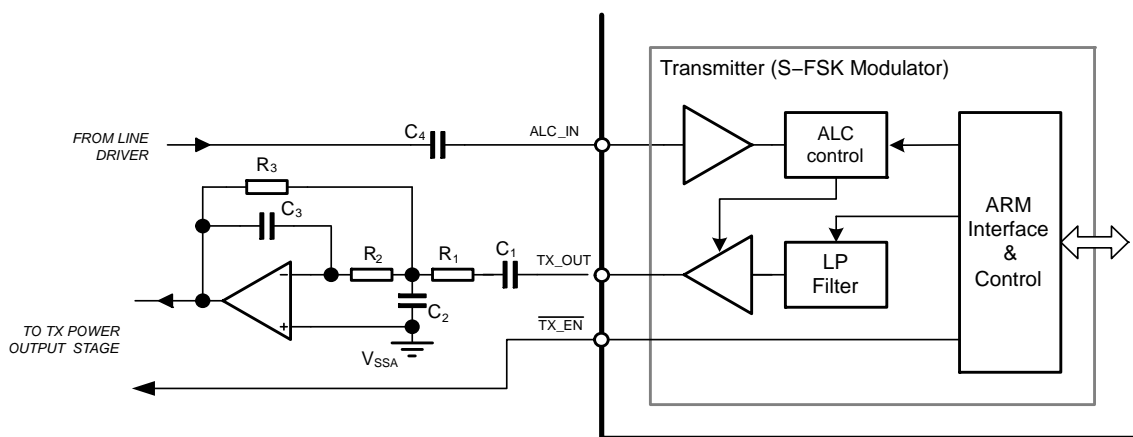 Transmitter (S−FSK Modulator)
FROM LINE
DRIVER
C4
ALC_IN
ALC
control
R3
C3
R2
R1
C1
TX_OUT
LP
Filter
ARM
Interface
&
Control
−
+
C2
VSSA
TX_EN
TO TX POWER
OUTPUT STAGE